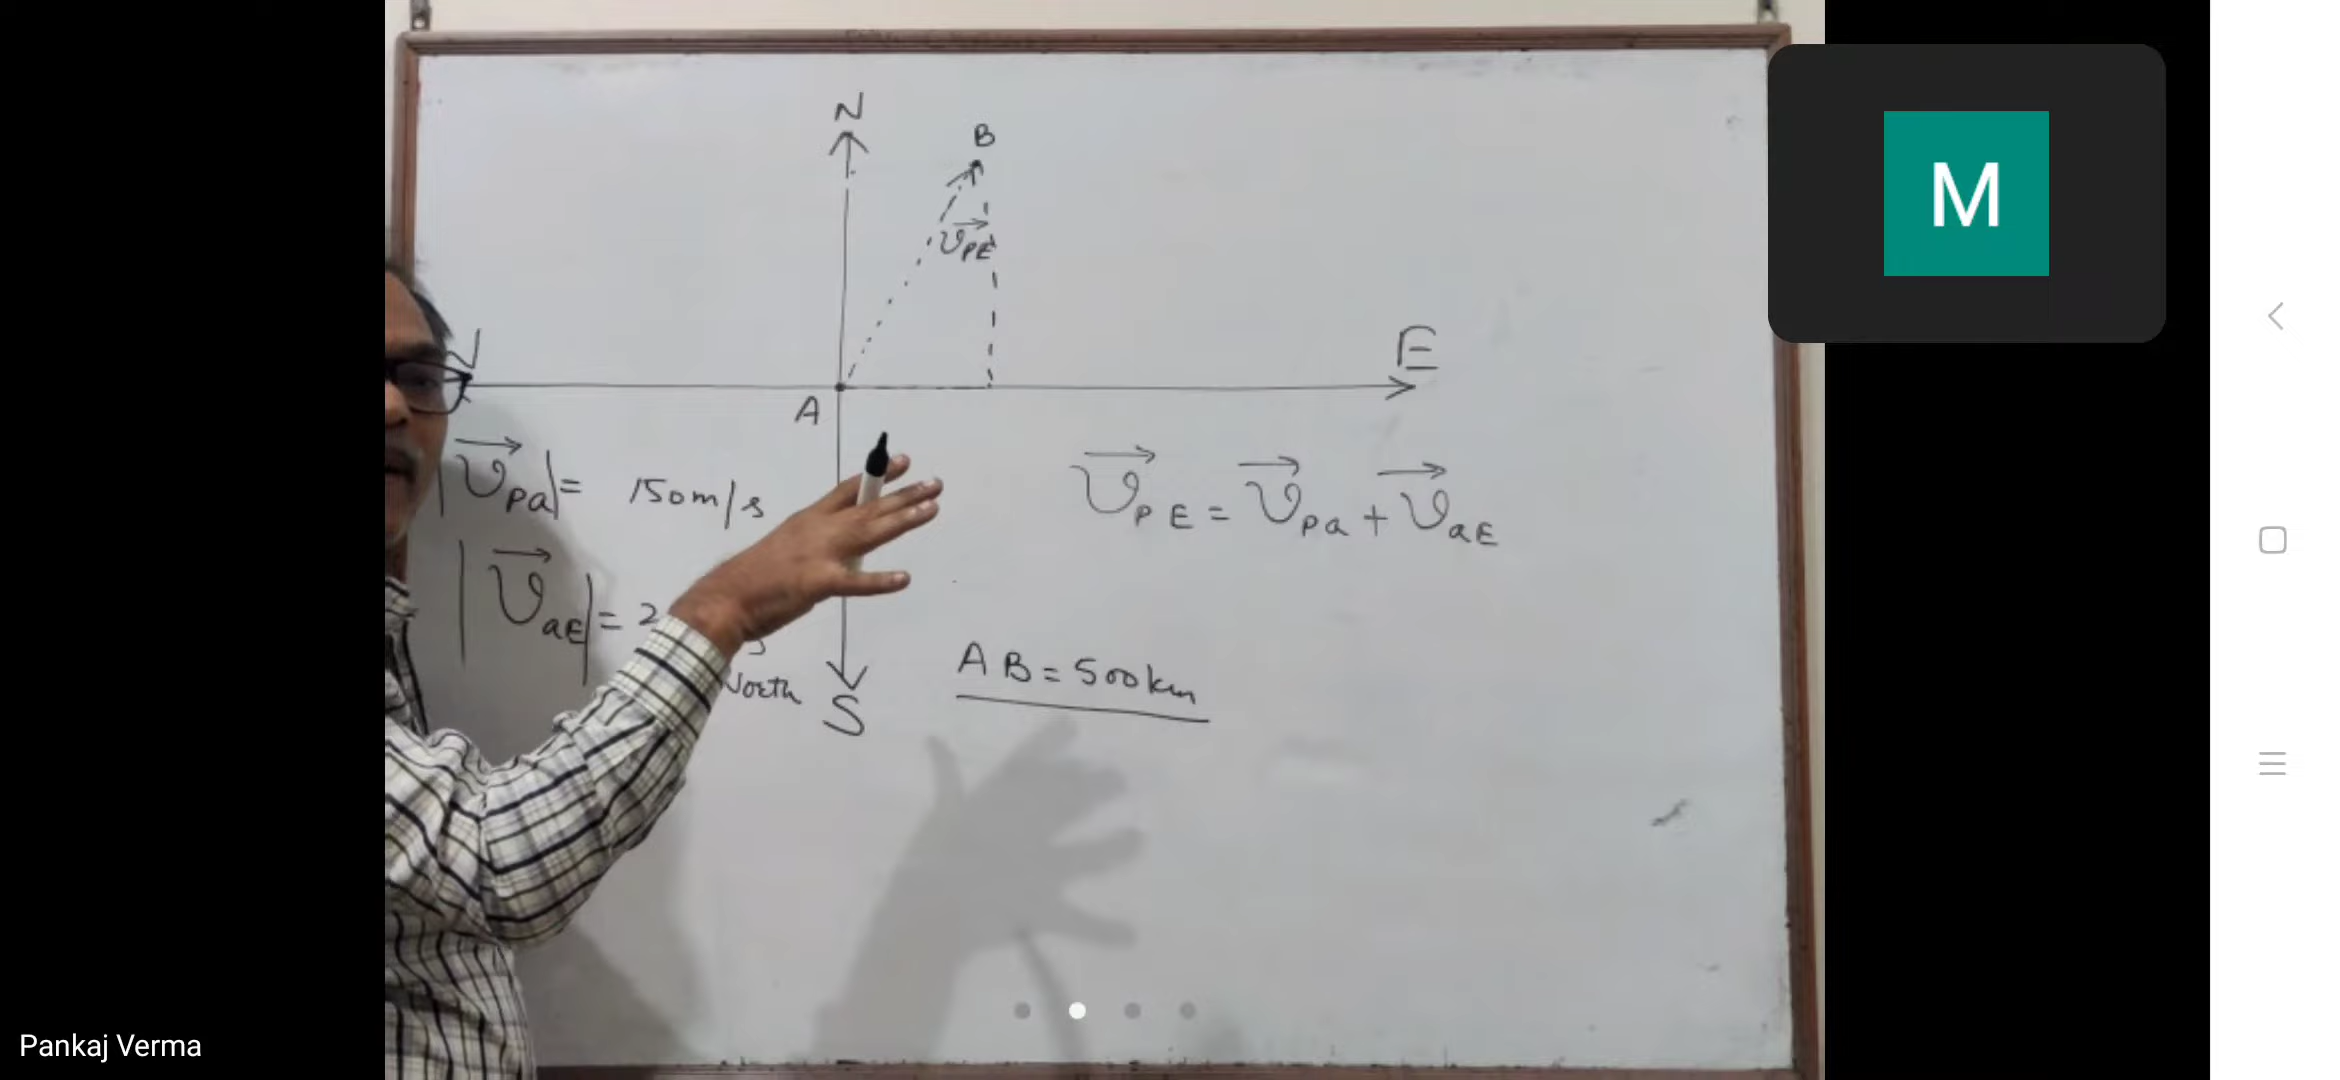 N
B
v⃗PE
E
A
|v⃗Pa| = 150m/s
v⃗PE = v⃗Pa + v⃗aE
|v⃗aE| = 2
North
S
AB = 500km
M
Pankaj Verma